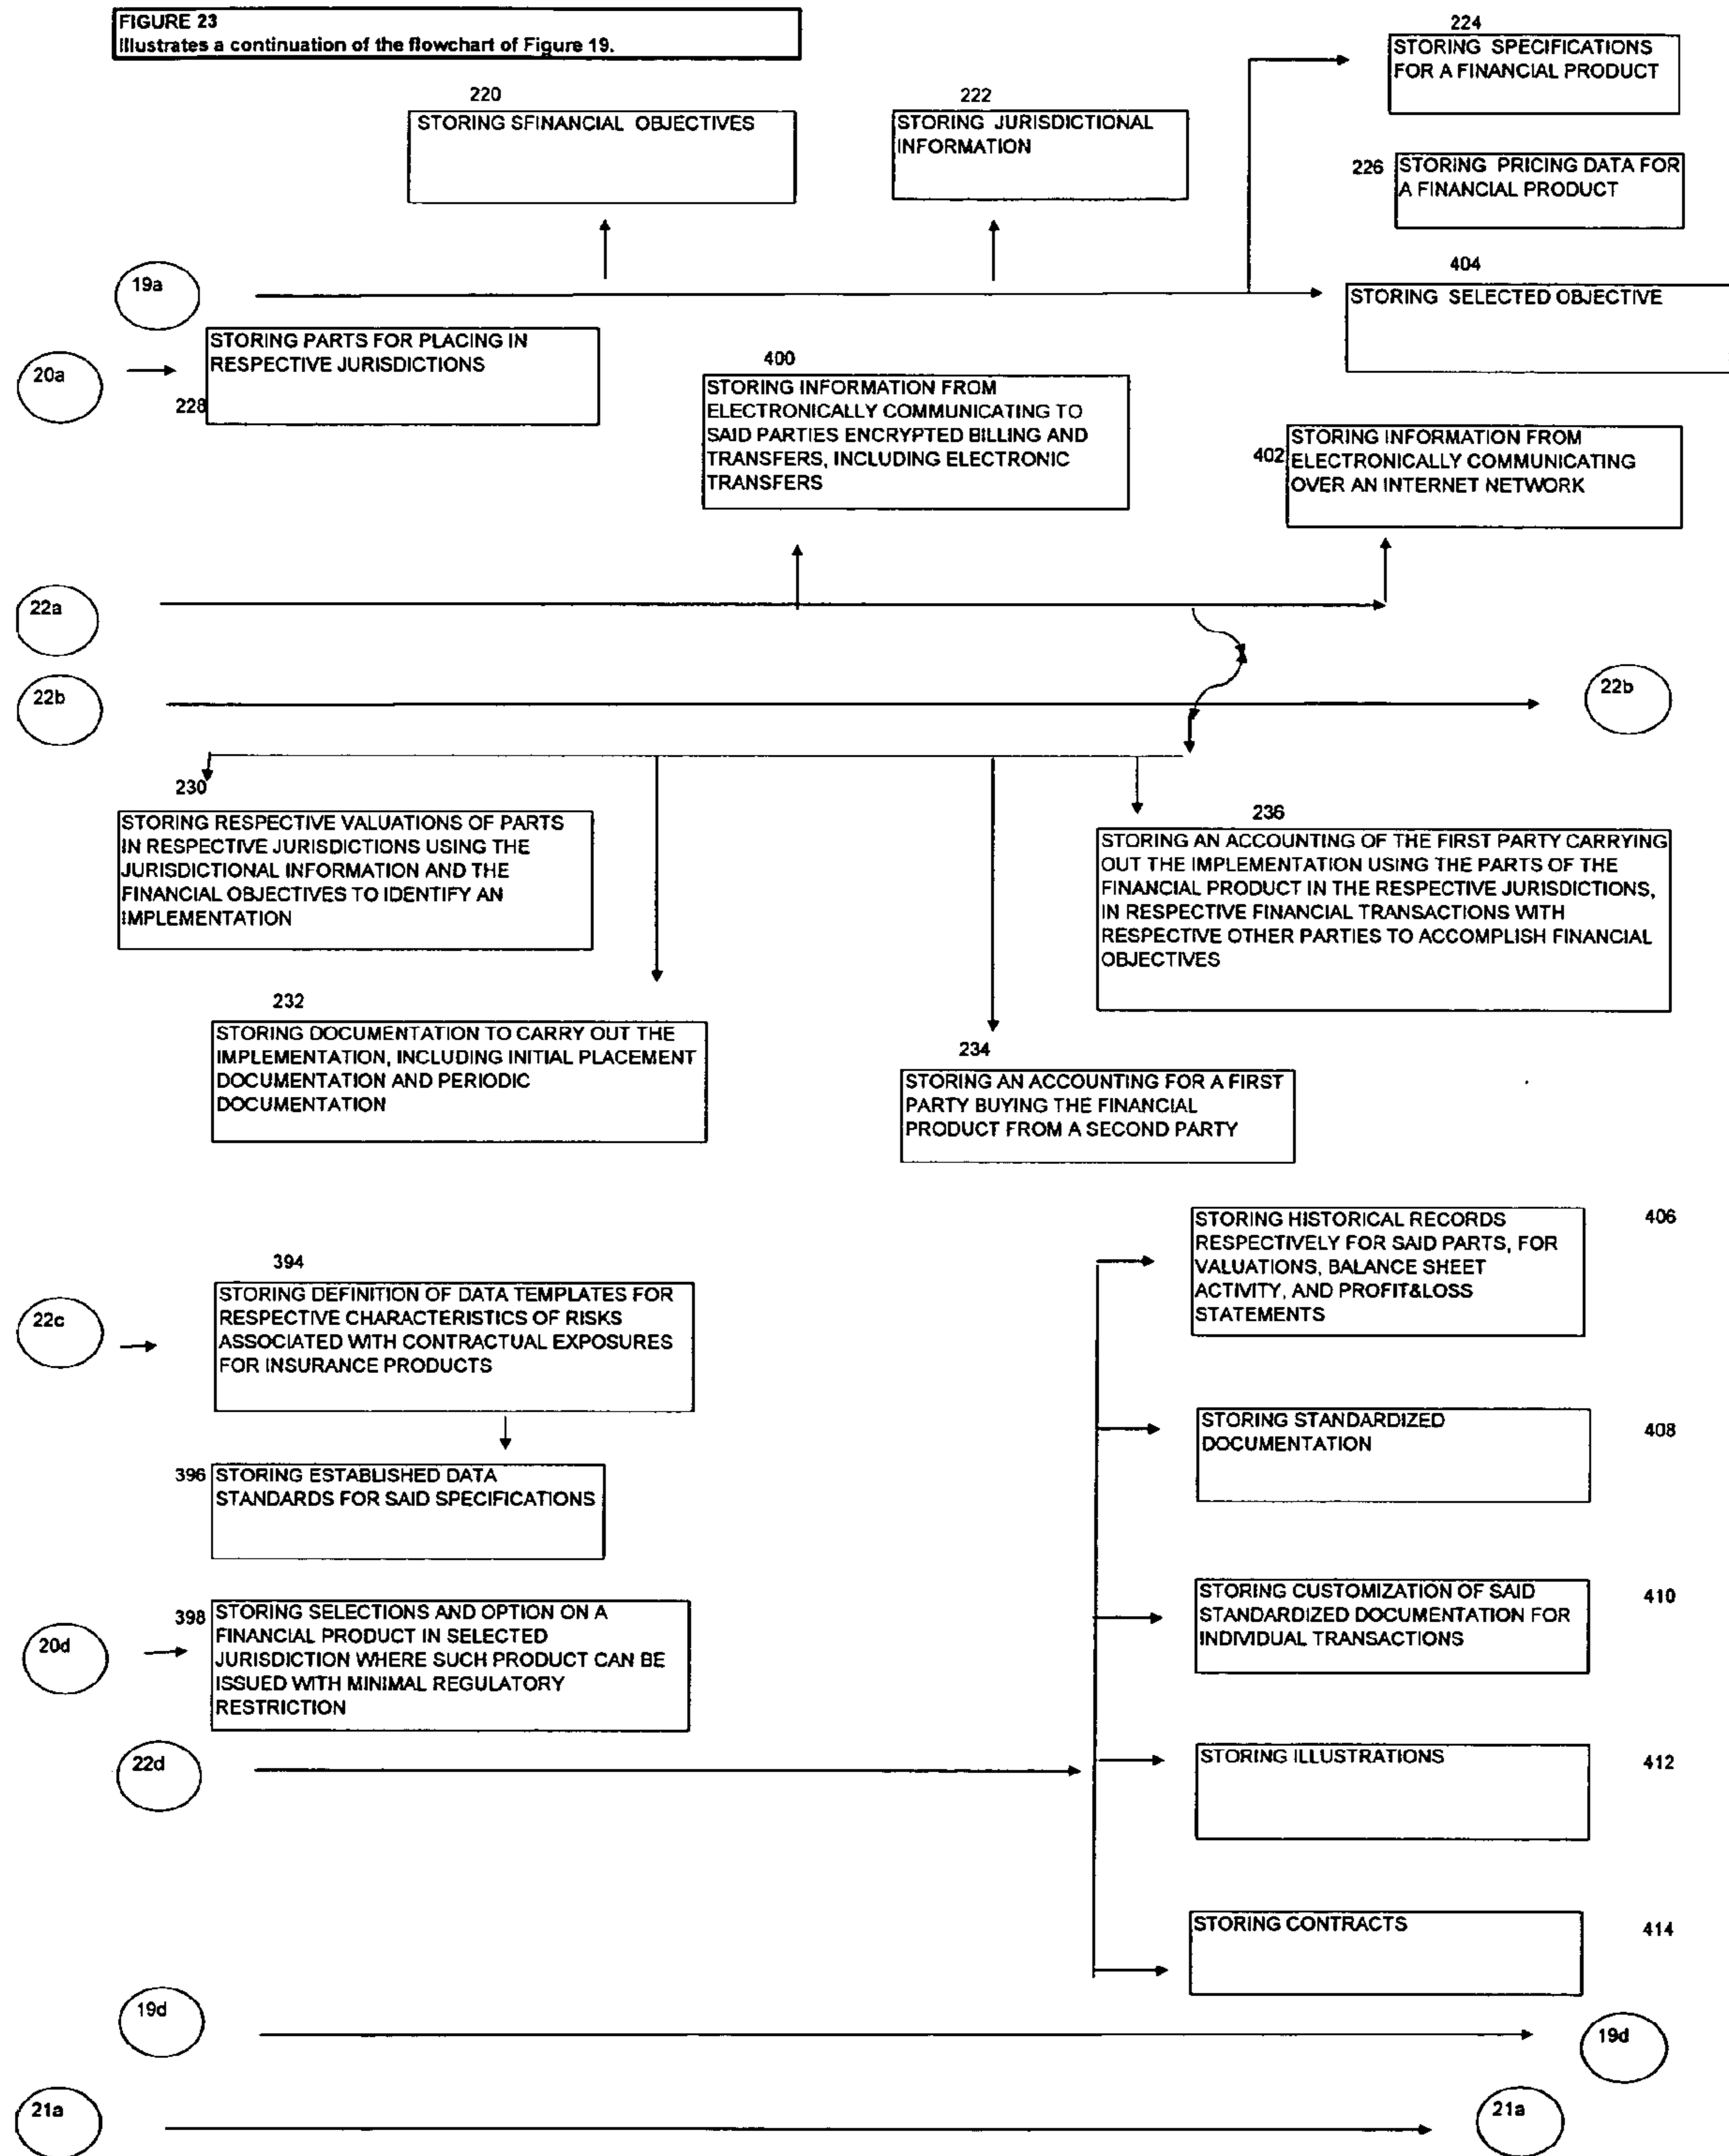 FIGURE 23
Illustrates a continuation of the flowchart of Figure 19.
224
STORING SPECIFICATIONS
FOR A FINANCIAL PRODUCT
220
STORING SFINANCIAL OBJECTIVES
222
STORING JURISDICTIONAL
INFORMATION
226
STORING PRICING DATA FOR
A FINANCIAL PRODUCT
19a
404
STORING SELECTED OBJECTIVE
20a
STORING PARTS FOR PLACING IN
RESPECTIVE JURISDICTIONS
228
400
STORING INFORMATION FROM
ELECTRONICALLY COMMUNICATING TO
SAID PARTIES ENCRYPTED BILLING AND
TRANSFERS, INCLUDING ELECTRONIC
TRANSFERS
402
STORING INFORMATION FROM
ELECTRONICALLY COMMUNICATING
OVER AN INTERNET NETWORK
22a
22b
22b
230
STORING RESPECTIVE VALUATIONS OF PARTS
IN RESPECTIVE JURISDICTIONS USING THE
JURISDICTIONAL INFORMATION AND THE
FINANCIAL OBJECTIVES TO IDENTIFY AN
IMPLEMENTATION
236
STORING AN ACCOUNTING OF THE FIRST PARTY CARRYING
OUT THE IMPLEMENTATION USING THE PARTS OF THE
FINANCIAL PRODUCT IN THE RESPECTIVE JURISDICTIONS,
IN RESPECTIVE FINANCIAL TRANSACTIONS WITH
RESPECTIVE OTHER PARTIES TO ACCOMPLISH FINANCIAL
OBJECTIVES
232
STORING DOCUMENTATION TO CARRY OUT THE
IMPLEMENTATION, INCLUDING INITIAL PLACEMENT
DOCUMENTATION AND PERIODIC
DOCUMENTATION
234
STORING AN ACCOUNTING FOR A FIRST
PARTY BUYING THE FINANCIAL
PRODUCT FROM A SECOND PARTY
406
STORING HISTORICAL RECORDS
RESPECTIVELY FOR SAID PARTS, FOR
VALUATIONS, BALANCE SHEET
ACTIVITY, AND PROFIT&LOSS
STATEMENTS
22c
394
STORING DEFINITION OF DATA TEMPLATES FOR
RESPECTIVE CHARACTERISTICS OF RISKS
ASSOCIATED WITH CONTRACTUAL EXPOSURES
FOR INSURANCE PRODUCTS
STORING STANDARDIZED
DOCUMENTATION
408
396
STORING ESTABLISHED DATA
STANDARDS FOR SAID SPECIFICATIONS
STORING CUSTOMIZATION OF SAID
STANDARDIZED DOCUMENTATION FOR
INDIVIDUAL TRANSACTIONS
410
20d
398
STORING SELECTIONS AND OPTION ON A
FINANCIAL PRODUCT IN SELECTED
JURISDICTION WHERE SUCH PRODUCT CAN BE
ISSUED WITH MINIMAL REGULATORY
RESTRICTION
22d
STORING ILLUSTRATIONS
412
STORING CONTRACTS
414
19d
19d
21a
21a